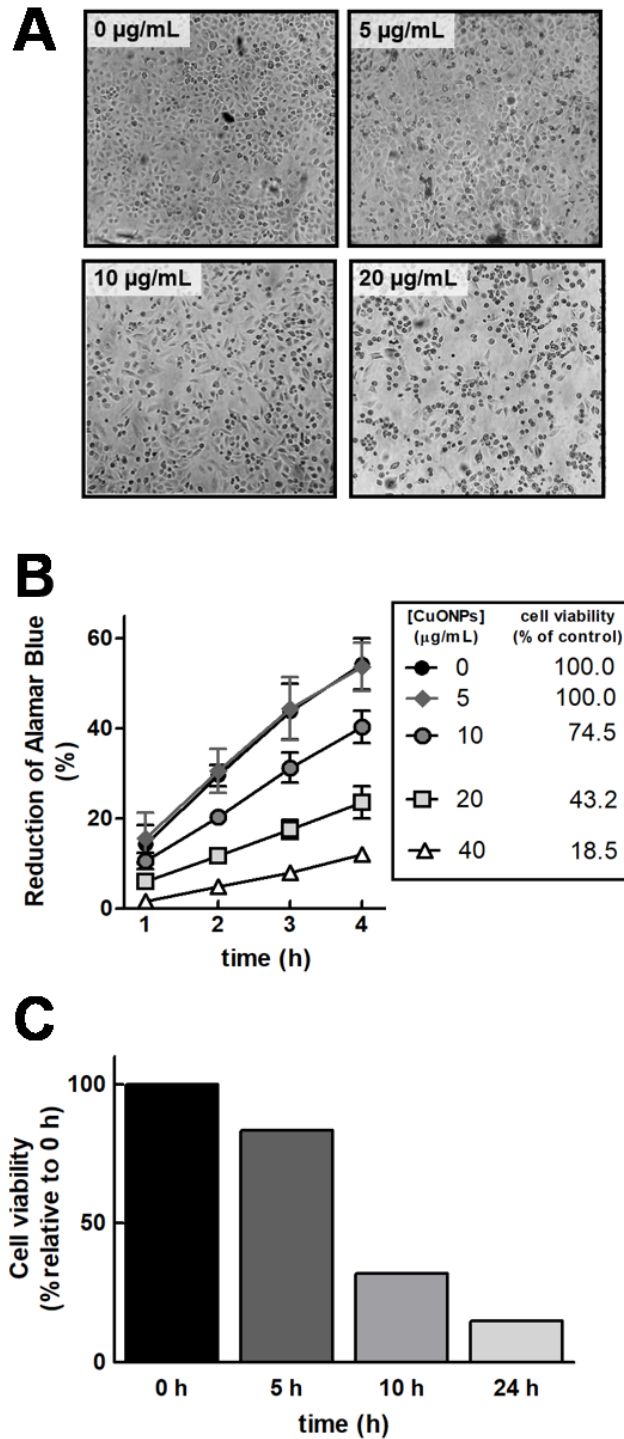 A
0 µg/mL
5 µg/mL
10 µg/mL
20 µg/mL
B
Reduction of Alamar Blue
(%)
60
40
20
0
1 2 3 4
time (h)
[CuONPs] cell viability
(µg/mL) (% of control)
0 100.0
5 100.0
10 74.5
20 43.2
40 18.5
C
Cell viability
(% relative to 0 h)
100
50
0
0 h 5 h 10 h 24 h
time (h)